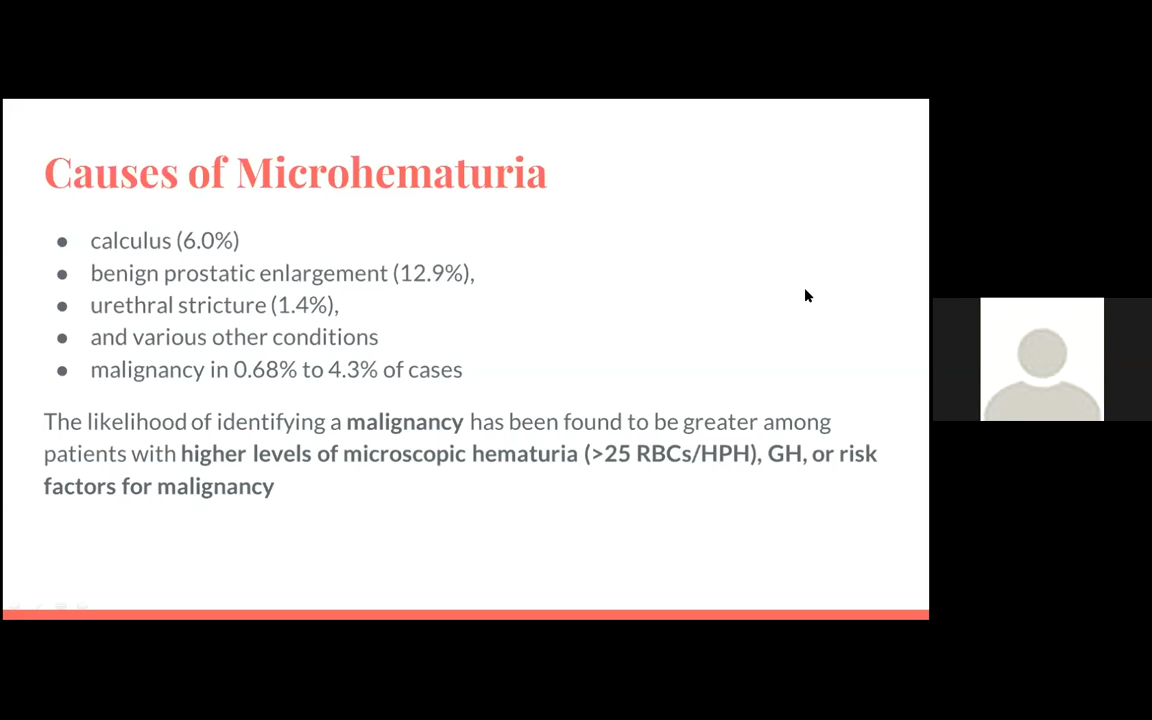 Causes of Microhematuria
● calculus (6.0%)
● benign prostatic enlargement (12.9%),
● urethral stricture (1.4%),
● and various other conditions
● malignancy in 0.68% to 4.3% of cases
The likelihood of identifying a malignancy has been found to be greater among
patients with higher levels of microscopic hematuria (>25 RBCs/HPH), GH, or risk
factors for malignancy